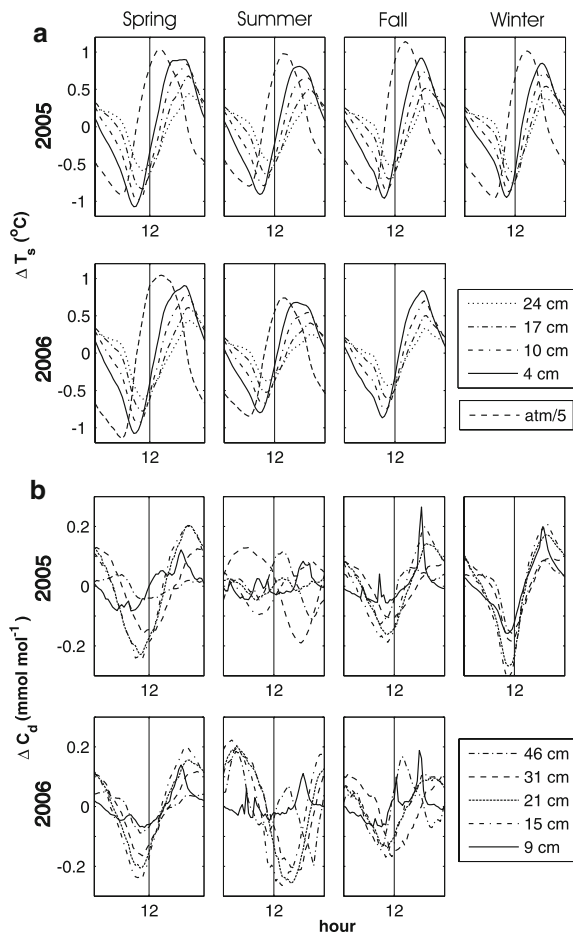 Spring Summer Fall Winter
a
2005
1
0.5
0
-0.5
-1
12 12 12 12
Δ Ts (°C)
2006
1
0.5
0
-0.5
-1
12 12 12
24 cm
17 cm
10 cm
4 cm
atm/5
b
2005
0.2
0
-0.2
12 12 12 12
Δ Cd (mmol mol⁻¹)
2006
0.2
0
-0.2
12 12 12
46 cm
31 cm
21 cm
15 cm
9 cm
hour